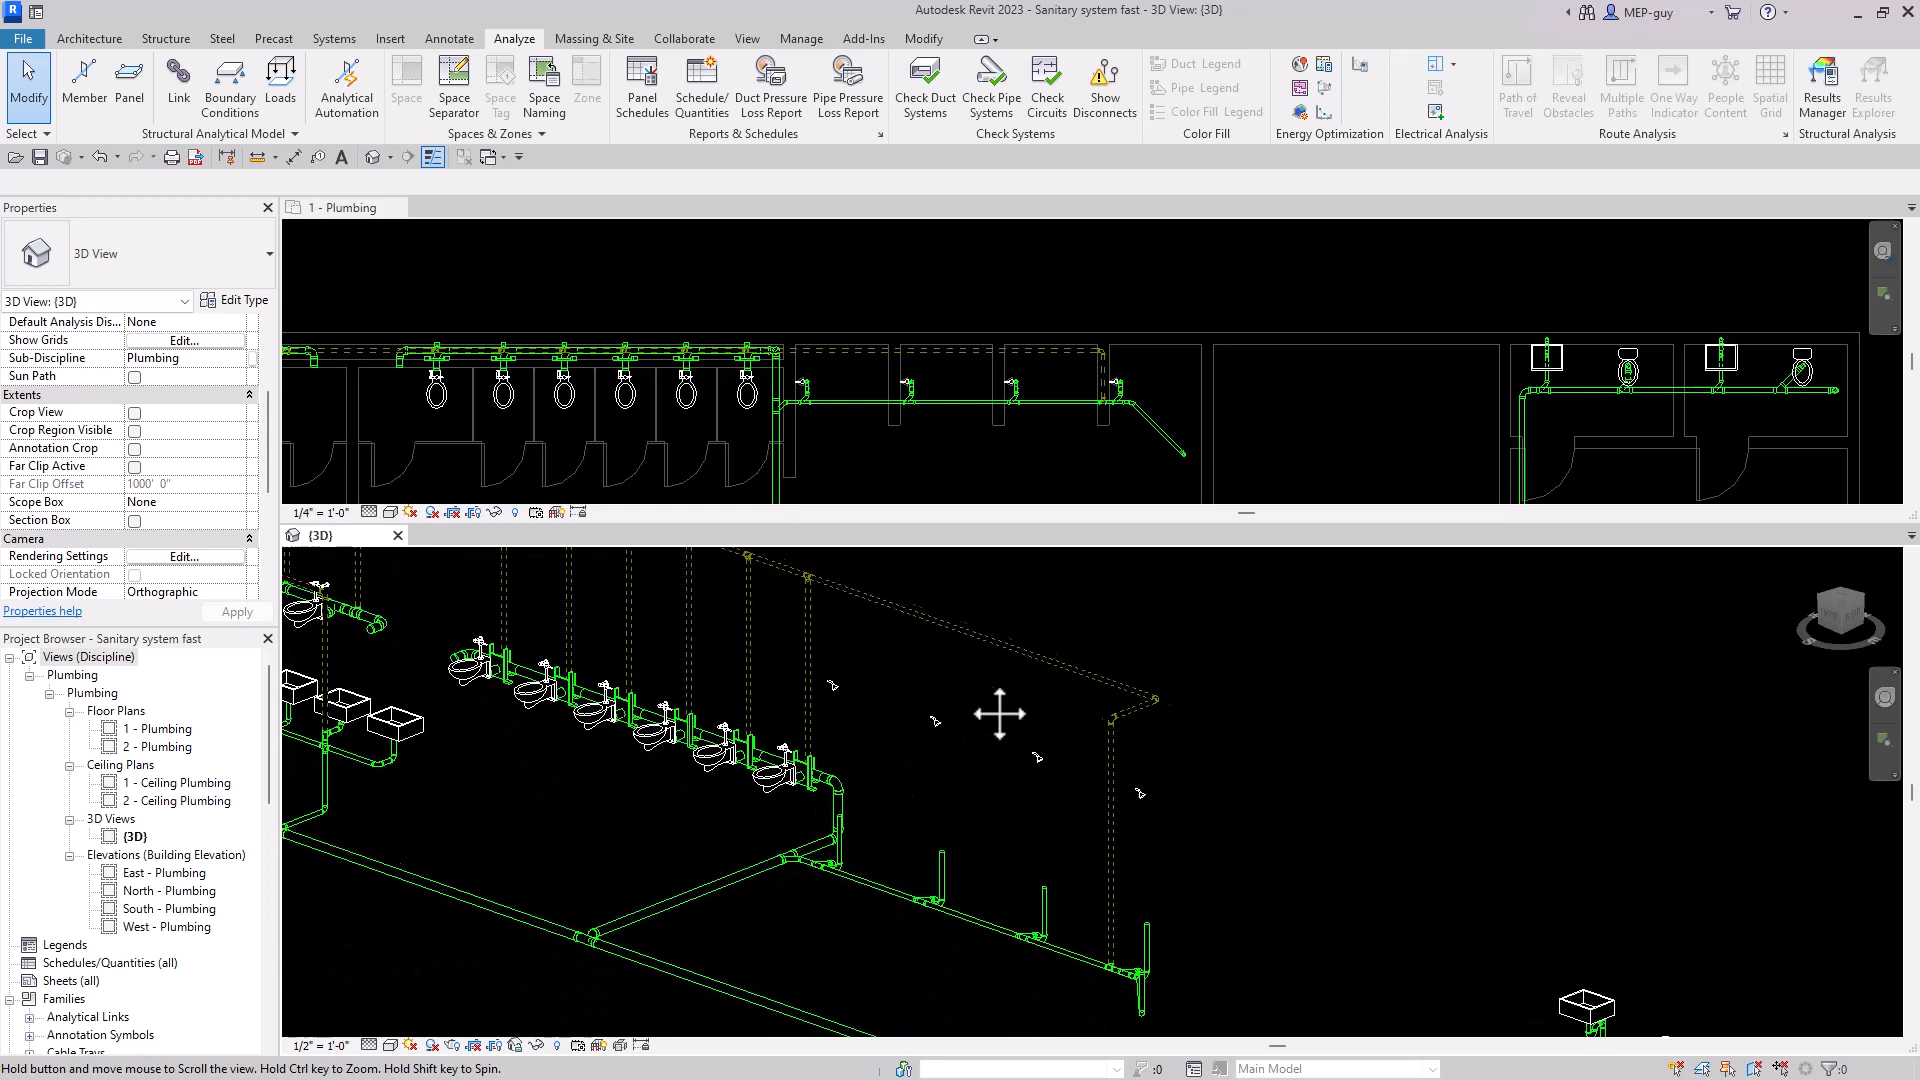 Autodesk Revit 2023 - Sanitary system fast - 3D View: {3D}
MEP-guy
File Architecture Structure Steel Precast Systems Insert Annotate Analyze Massing & Site Collaborate View Manage Add-Ins Modify
Modify
Member
Panel
Link
Boundary Conditions
Loads
Analytical Automation
Space
Space Separator
Space Tag
Space Naming
Zone
Panel Schedules
Schedule/ Quantities
Duct Pressure Loss Report
Pipe Pressure Loss Report
Check Duct Systems
Check Pipe Systems
Check Circuits
Show Disconnects
Duct Legend
Pipe Legend
Color Fill Legend
Path of Travel
Reveal Obstacles
Multiple Paths
One Way Indicator
People Content
Spatial Grid
Results Manager
Results Explorer
Select
Structural Analytical Model
Spaces & Zones
Reports & Schedules
Check Systems
Color Fill
Energy Optimization
Electrical Analysis
Route Analysis
Structural Analysis
Properties
3D View
3D View: {3D}
Edit Type
Default Analysis Dis... None
Show Grids Edit...
Sub-Discipline Plumbing
Sun Path
Extents
Crop View
Crop Region Visible
Annotation Crop
Far Clip Active
Far Clip Offset 1000' 0"
Scope Box None
Section Box
Camera
Rendering Settings Edit...
Locked Orientation
Projection Mode Orthographic
Properties help
Apply
Project Browser - Sanitary system fast
Views (Discipline)
Plumbing
Plumbing
Floor Plans
1 - Plumbing
2 - Plumbing
Ceiling Plans
1 - Ceiling Plumbing
2 - Ceiling Plumbing
3D Views
{3D}
Elevations (Building Elevation)
East - Plumbing
North - Plumbing
South - Plumbing
West - Plumbing
Legends
Schedules/Quantities (all)
Sheets (all)
Families
Analytical Links
Annotation Symbols
Cable Trays
1 - Plumbing
1/4" = 1'-0"
{3D}
1/2" = 1'-0"
Hold button and move mouse to Scroll the view. Hold Ctrl key to Zoom. Hold Shift key to Spin.
:0
Main Model
:0